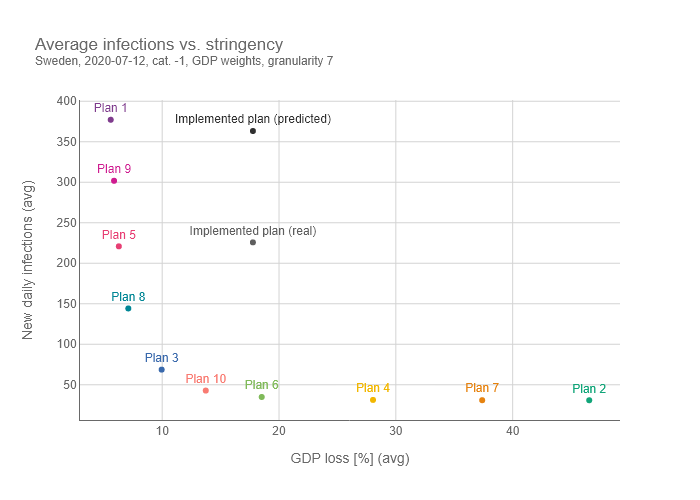 Average infections vs. stringency
Sweden, 2020-07-12, cat. -1, GDP weights, granularity 7
400
Plan 1
Implemented plan (predicted)
350
Plan 9
300
250
Plan 5
Implemented plan (real)
200
Plan 8
150
100
Plan 3
Plan 10
Plan 6
Plan 4
Plan 7
Plan 2
50
New daily infections (avg)
10
20
30
40
GDP loss [%] (avg)